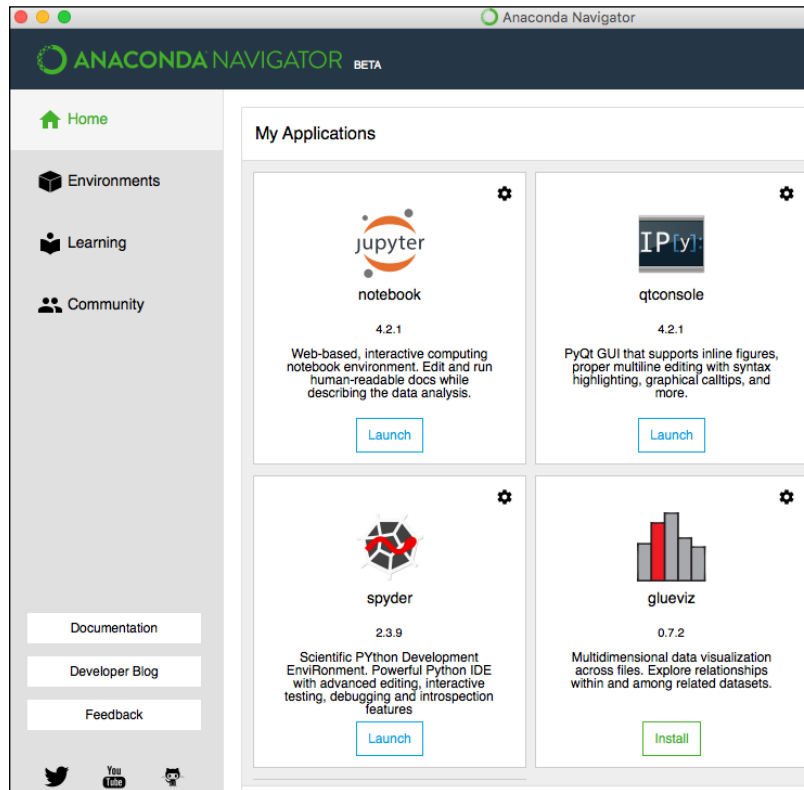 Anaconda Navigator
ANACONDA NAVIGATOR BETA
Home
Environments
Learning
Community
Documentation
Developer Blog
Feedback
You
Tube
My Applications
jupyter
notebook
4.2.1
Web-based, interactive computing
notebook environment. Edit and run
human-readable docs while
describing the data analysis.
Launch
IP[y]:
qtconsole
4.2.1
PyQt GUI that supports inline figures,
proper multiline editing with syntax
highlighting, graphical calltips, and
more.
Launch
spyder
2.3.9
Scientific PYthon Development
EnviRonment. Powerful Python IDE
with advanced editing, interactive
testing, debugging and introspection
features
Launch
glueviz
0.7.2
Multidimensional data visualization
across files. Explore relationships
within and among related datasets.
Install